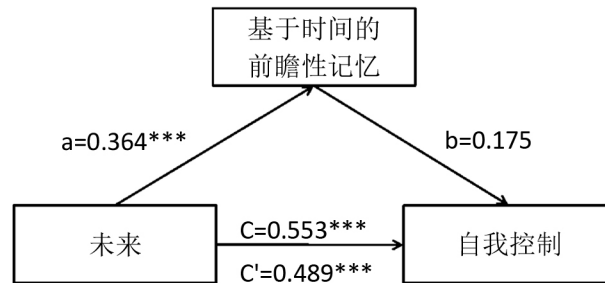 基于时间的
前瞻性记忆
a=0.364***
b=0.175
未来
C=0.553***
C'=0.489***
自我控制